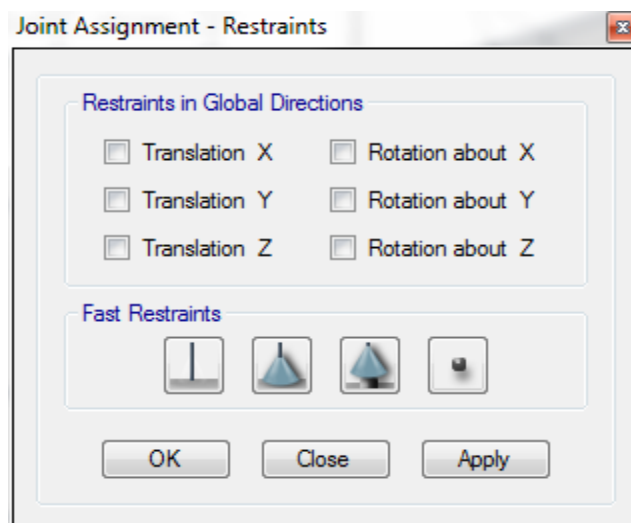 Joint Assignment - Restraints
Restraints in Global Directions
Translation X Rotation about X
Translation Y Rotation about Y
Translation Z Rotation about Z
Fast Restraints
OK Close Apply